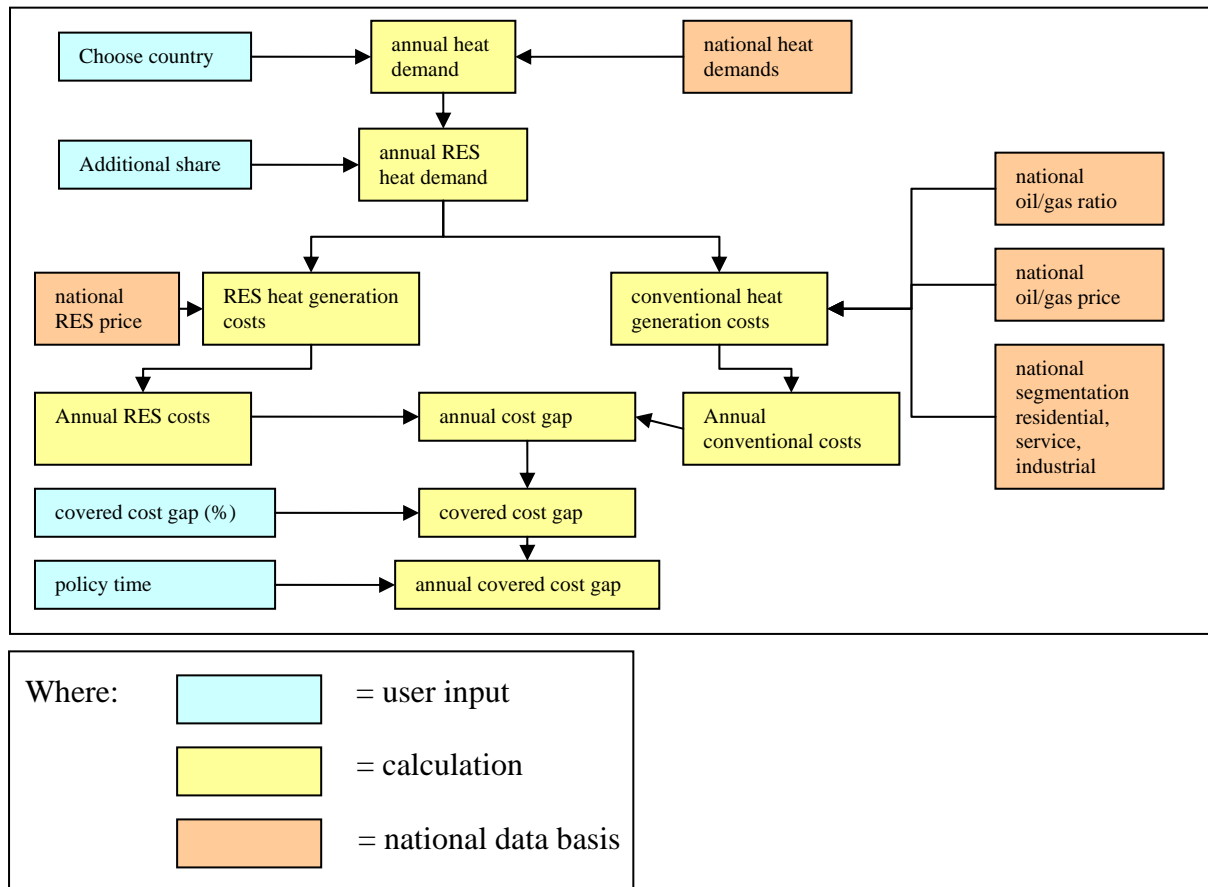 Choose country
annual heat
demand
national heat
demands
Additional share
annual RES
heat demand
national
oil/gas ratio
national
RES price
RES heat generation
costs
conventional heat
generation costs
national
oil/gas price
Annual RES costs
annual cost gap
Annual
conventional costs
national
segmentation
residential,
service,
industrial
covered cost gap (%)
covered cost gap
policy time
annual covered cost gap
Where:
= user input
= calculation
= national data basis